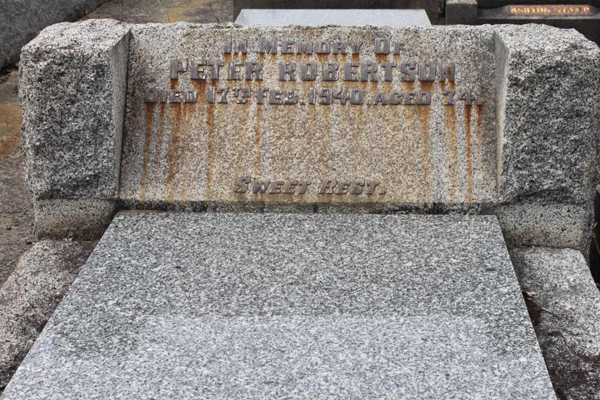 IN MEMORY OF
PETER ROBERTSON
DIED 17TH FEB. 1940, AGED 74.
SWEET REST.